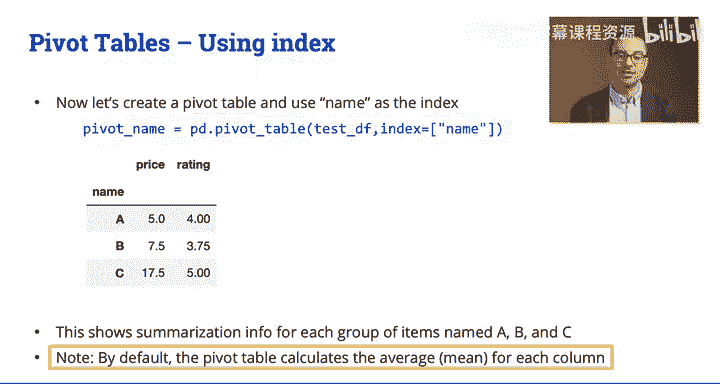 Pivot Tables – Using index
幕课程资源 bilibili
• Now let's create a pivot table and use “name” as the index
pivot_name = pd.pivot_table(test_df,index=["name"])
price rating
name
A 5.0 4.00
B 7.5 3.75
C 17.5 5.00
• This shows summarization info for each group of items named A, B, and C
• Note: By default, the pivot table calculates the average (mean) for each column